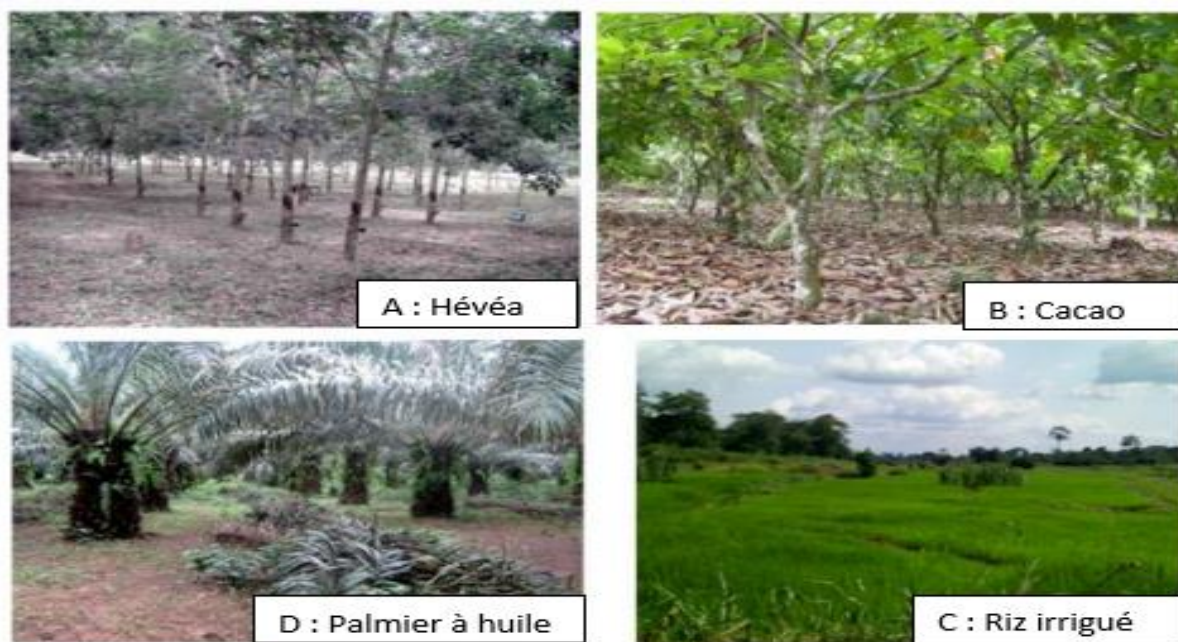 A : Hévéa
B : Cacao
D : Palmier à huile
C : Riz irrigué